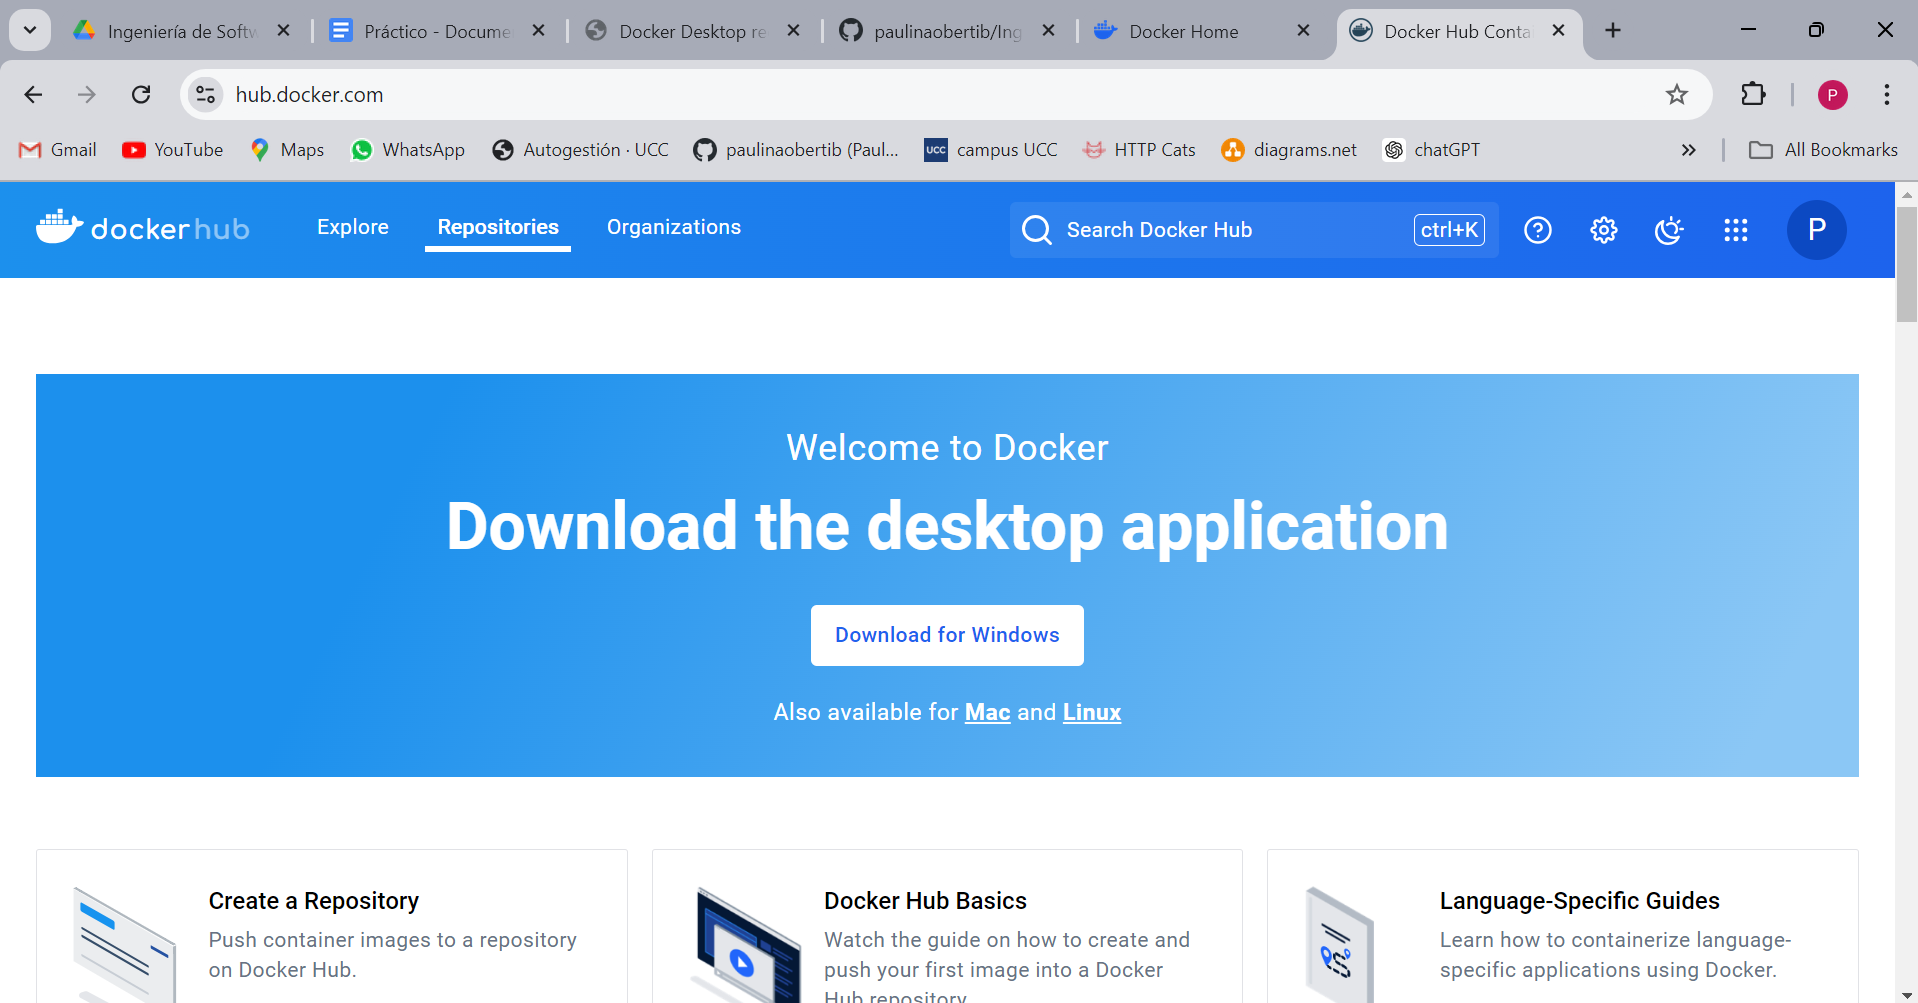 Ingeniería de Softw
Práctico - Docume
Docker Desktop re
paulinaobertib/Ing
Docker Home
Docker Hub Conta
hub.docker.com
P
Gmail
YouTube
Maps
WhatsApp
Autogestión · UCC
paulinaobertib (Paul...
UCC
campus UCC
HTTP Cats
diagrams.net
chatGPT
All Bookmarks
dockerhub
Explore
Repositories
Organizations
Search Docker Hub
ctrl+K
P
Welcome to Docker
Download the desktop application
Download for Windows
Also available for Mac and Linux
Create a Repository
Push container images to a repository
on Docker Hub.
Docker Hub Basics
Watch the guide on how to create and
push your first image into a Docker
Hub repository.
Language-Specific Guides
Learn how to containerize language-
specific applications using Docker.